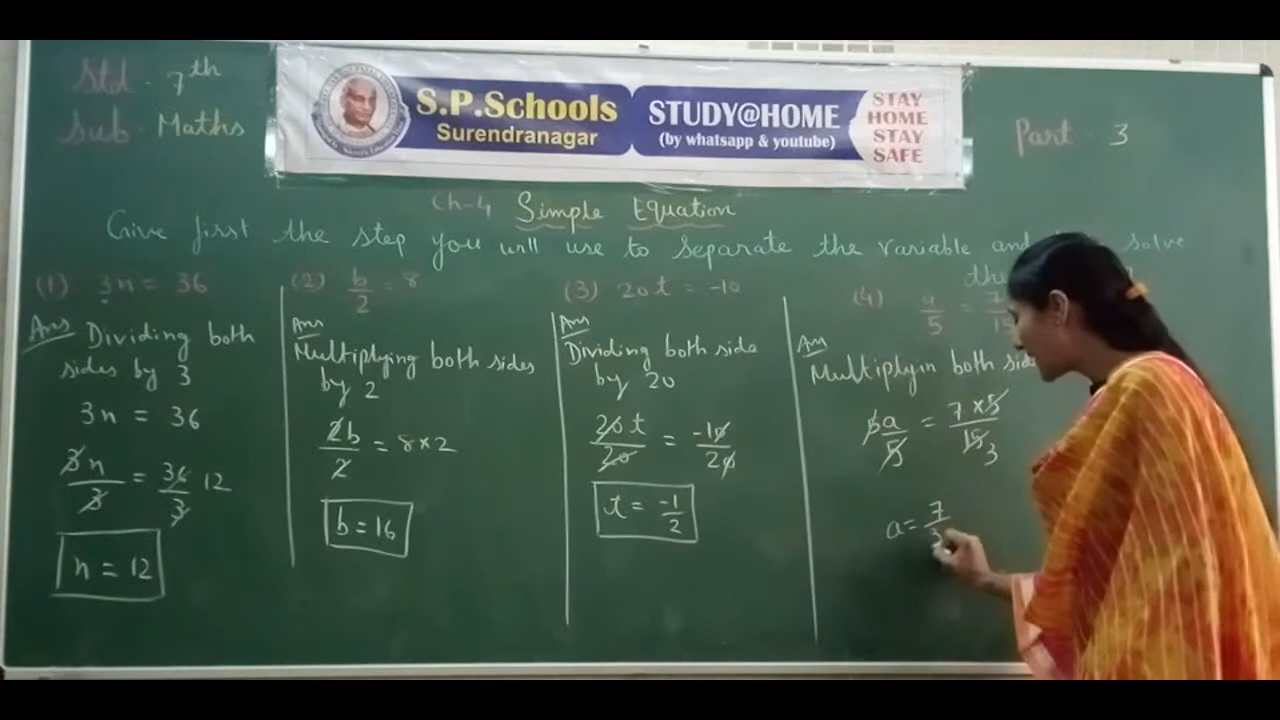 Std - 7th
Sub - Maths
S.P.Schools
Surendranagar
STUDY@HOME
(by whatsapp & youtube)
STAY
HOME
STAY
SAFE
Part - 3
Ch-4 Simple Equation
Give first the step you will use to separate the variable and solve
the
(1) 3n = 36
Ans Dividing both
sides by 3
3n = 36
3n/3 = 36/3 12
n = 12
(2) b/2 = 8
Ans
Multiplying both sides
by 2
2b/2 = 8×2
b = 16
(3) 20t = -10
Ans
Dividing both side
by 20
20t/20 = -10/20
t = -1/2
(4) a/5 = 7/15
Ans
Multiplyin both
5a/5 = 7×5/15 3
a = 7/3